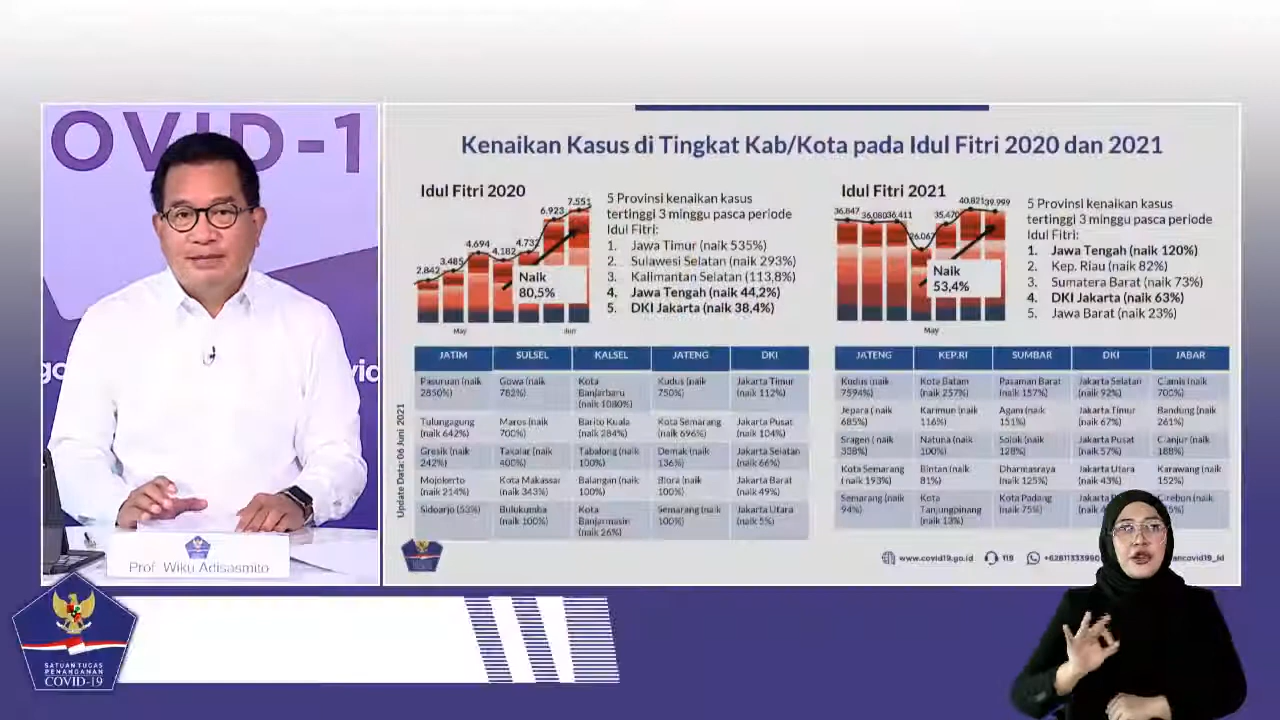 OVID-1
go
vid
Prof. Wiku Adisasmito
SATUAN TUGAS
PENANGANAN
COVID-19
Kenaikan Kasus di Tingkat Kab/Kota pada Idul Fitri 2020 dan 2021
Idul Fitri 2020
2.842
3.485
4.694
4.182
4.732
6.923
7.551
Naik
80,5%
May
Jun
5 Provinsi kenaikan kasus
tertinggi 3 minggu pasca periode
Idul Fitri:
1. Jawa Timur (naik 535%)
2. Sulawesi Selatan (naik 293%)
3. Kalimantan Selatan (113,8%)
4. Jawa Tengah (naik 44,2%)
5. DKI Jakarta (naik 38,4%)
JATIM SULSEL KALSEL JATENG DKI
Pasuruan (naik 2850%)
Gowa (naik 762%)
Kota Banjarbaru (naik 1080%)
Kudus (naik 750%)
Jakarta Timur (naik 112%)
Tulungagung (naik 642%)
Maros (naik 700%)
Barito Kuala (naik 284%)
Kota Semarang (naik 696%)
Jakarta Pusat (naik 104%)
Gresik (naik 242%)
Takalar (naik 400%)
Tabalong (naik 100%)
Demak (naik 136%)
Jakarta Selatan (naik 66%)
Mojokerto (naik 214%)
Kota Makassar (naik 343%)
Balangan (naik 100%)
Blora (naik 100%)
Jakarta Barat (naik 49%)
Sidoarjo (53%)
Bulukumba (naik 100%)
Kota Banjarmasin (naik 26%)
Semarang (naik 100%)
Jakarta Utara (naik 5%)
Update Data: 06 Juni 2021
Idul Fitri 2021
36.847
36.080
36.411
26.067
35.470
40.821
39.999
Naik
53,4%
May
5 Provinsi kenaikan kasus
tertinggi 3 minggu pasca periode
Idul Fitri:
1. Jawa Tengah (naik 120%)
2. Kep. Riau (naik 82%)
3. Sumatera Barat (naik 73%)
4. DKI Jakarta (naik 63%)
5. Jawa Barat (naik 23%)
JATENG KEP.RI SUMBAR DKI JABAR
Kudus (naik 7594%)
Kota Batam (naik 257%)
Pasaman Barat (naik 157%)
Jakarta Selatan (naik 92%)
Ciamis (naik 700%)
Jepara (naik 685%)
Karimun (naik 116%)
Agam (naik 151%)
Jakarta Timur (naik 67%)
Bandung (naik 261%)
Sragen (naik 338%)
Natuna (naik 100%)
Solok (naik 128%)
Jakarta Pusat (naik 57%)
Cianjur (naik 188%)
Kota Semarang (naik 193%)
Bintan (naik 81%)
Dharmasraya (naik 125%)
Jakarta Utara (naik 43%)
Karawang (naik 152%)
Semarang (naik 94%)
Kota Tanjungpinang (naik 13%)
Kota Padang (naik 75%)
Jakarta
Cirebon (naik
www.covid19.go.id
119